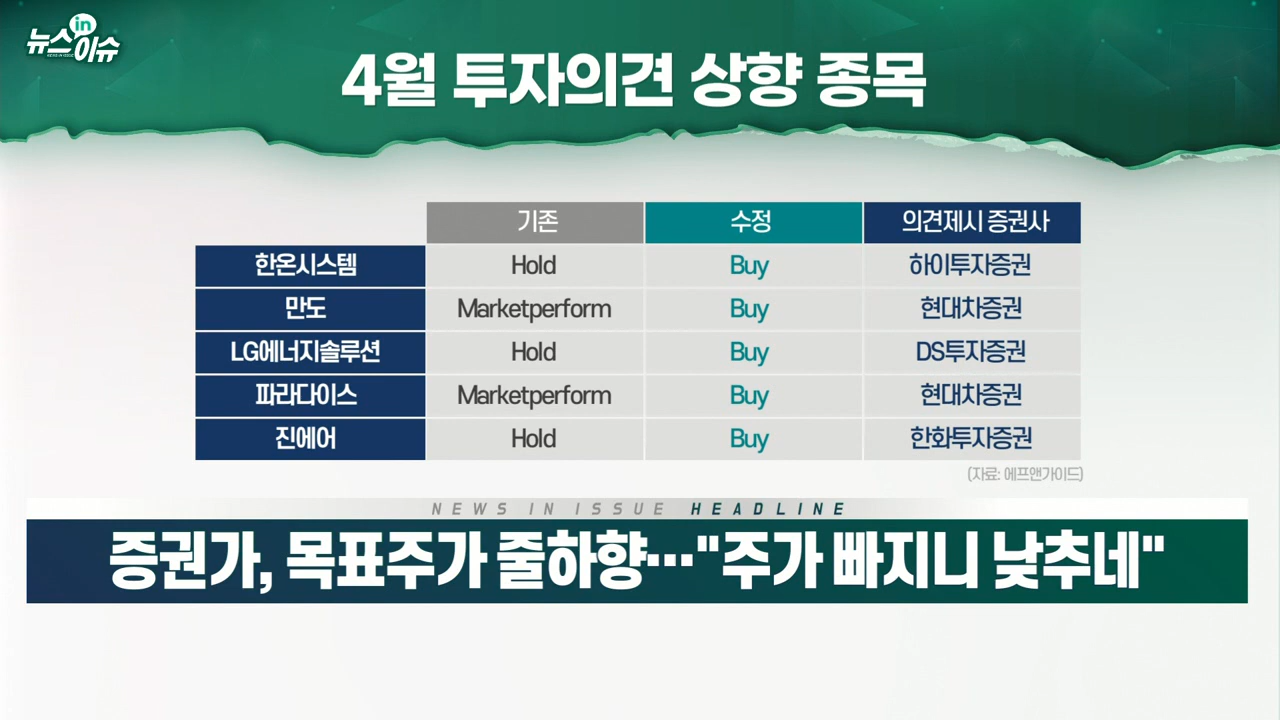 뉴스in이슈
4월 투자의견 상향 종목
기존 수정 의견제시 증권사
한온시스템 Hold Buy 하이투자증권
만도 Marketperform Buy 현대차증권
LG에너지솔루션 Hold Buy DS투자증권
파라다이스 Marketperform Buy 현대차증권
진에어 Hold Buy 한화투자증권
(자료: 에프앤가이드)
NEWS IN ISSUE HEADLINE
증권가, 목표주가 줄하향…"주가 빠지니 낮추네"